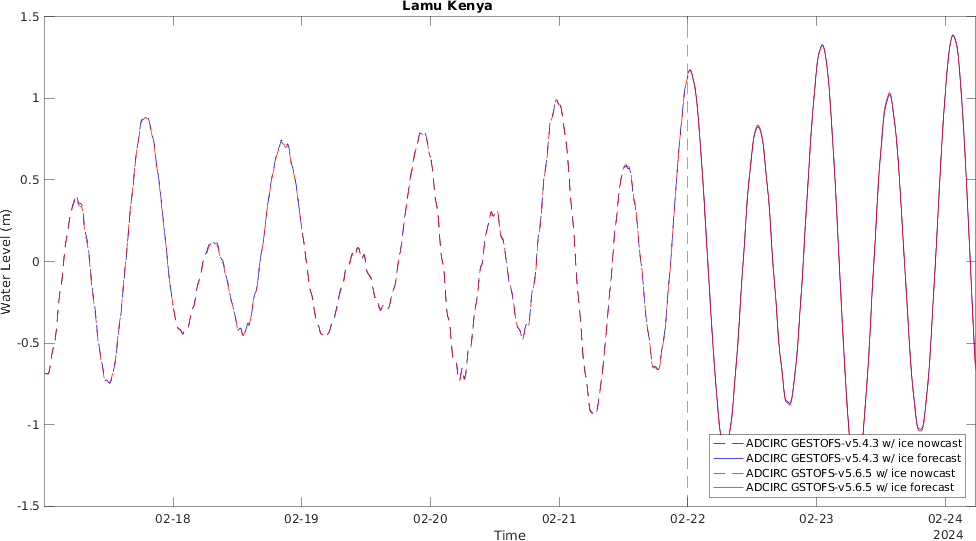 Lamu Kenya
Water Level (m)
1.5
1
0.5
0
-0.5
-1
-1.5
ADCIRC GESTOFS-v5.4.3 w/ ice nowcast
ADCIRC GESTOFS-v5.4.3 w/ ice forecast
ADCIRC GSTOFS-v5.6.5 w/ ice nowcast
ADCIRC GSTOFS-v5.6.5 w/ ice forecast
02-18 02-19 02-20 02-21 02-22 02-23 02-24
Time
2024